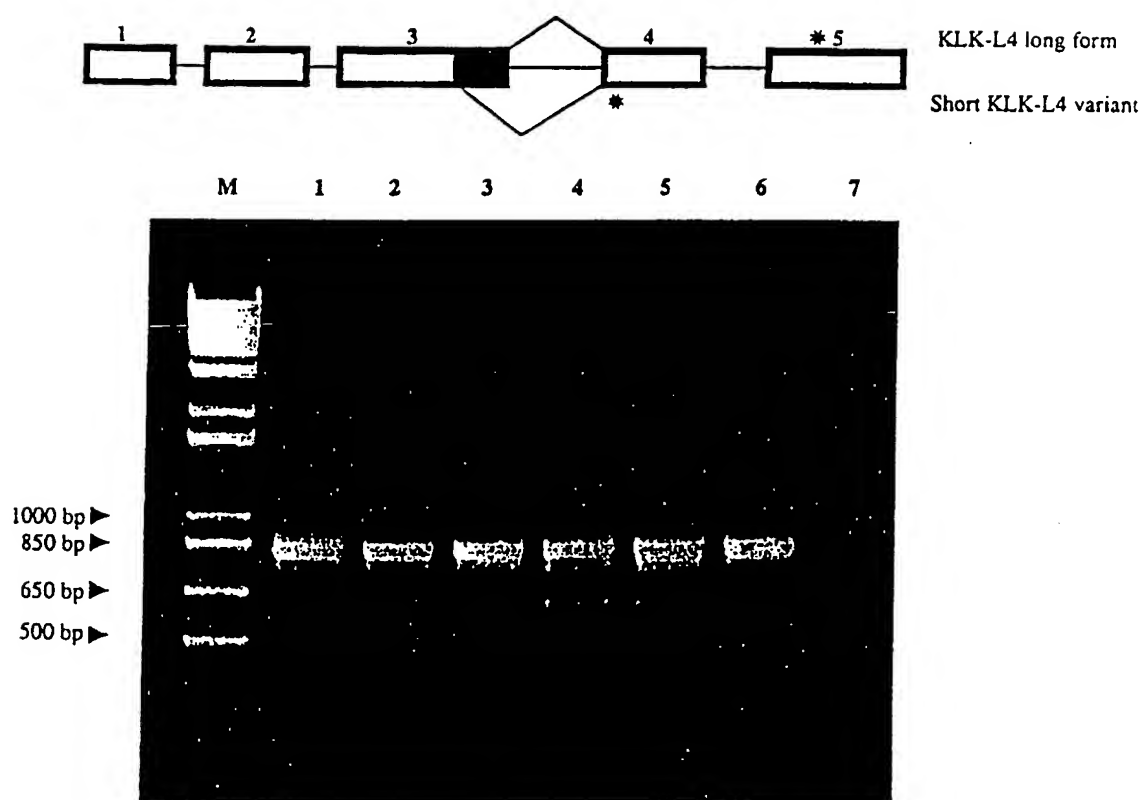 1 2 3 4 * 5 KLK-L4 long form
* Short KLK-L4 variant
M 1 2 3 4 5 6 7
1000 bp
850 bp
650 bp
500 bp